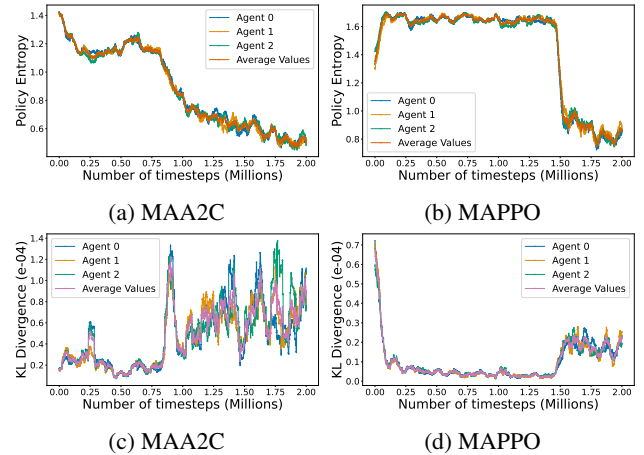 1.4
1.2
1.0
0.8
0.6
Policy Entropy
Agent 0
Agent 1
Agent 2
Average Values
0.00 0.25 0.50 0.75 1.00 1.25 1.50 1.75 2.00
Number of timesteps (Millions)
(a) MAA2C
1.6
1.4
1.2
1.0
0.8
Policy Entropy
Agent 0
Agent 1
Agent 2
Average Values
0.00 0.25 0.50 0.75 1.00 1.25 1.50 1.75 2.00
Number of timesteps (Millions)
(b) MAPPO
1.4
1.2
1.0
0.8
0.6
0.4
0.2
KL Divergence (e-04)
Agent 0
Agent 1
Agent 2
Average Values
0.00 0.25 0.50 0.75 1.00 1.25 1.50 1.75 2.00
Number of timesteps (Millions)
(c) MAA2C
0.7
0.6
0.5
0.4
0.3
0.2
0.1
0.0
KL Divergence (e-04)
Agent 0
Agent 1
Agent 2
Average Values
0.00 0.25 0.50 0.75 1.00 1.25 1.50 1.75 2.00
Number of timesteps (Millions)
(d) MAPPO